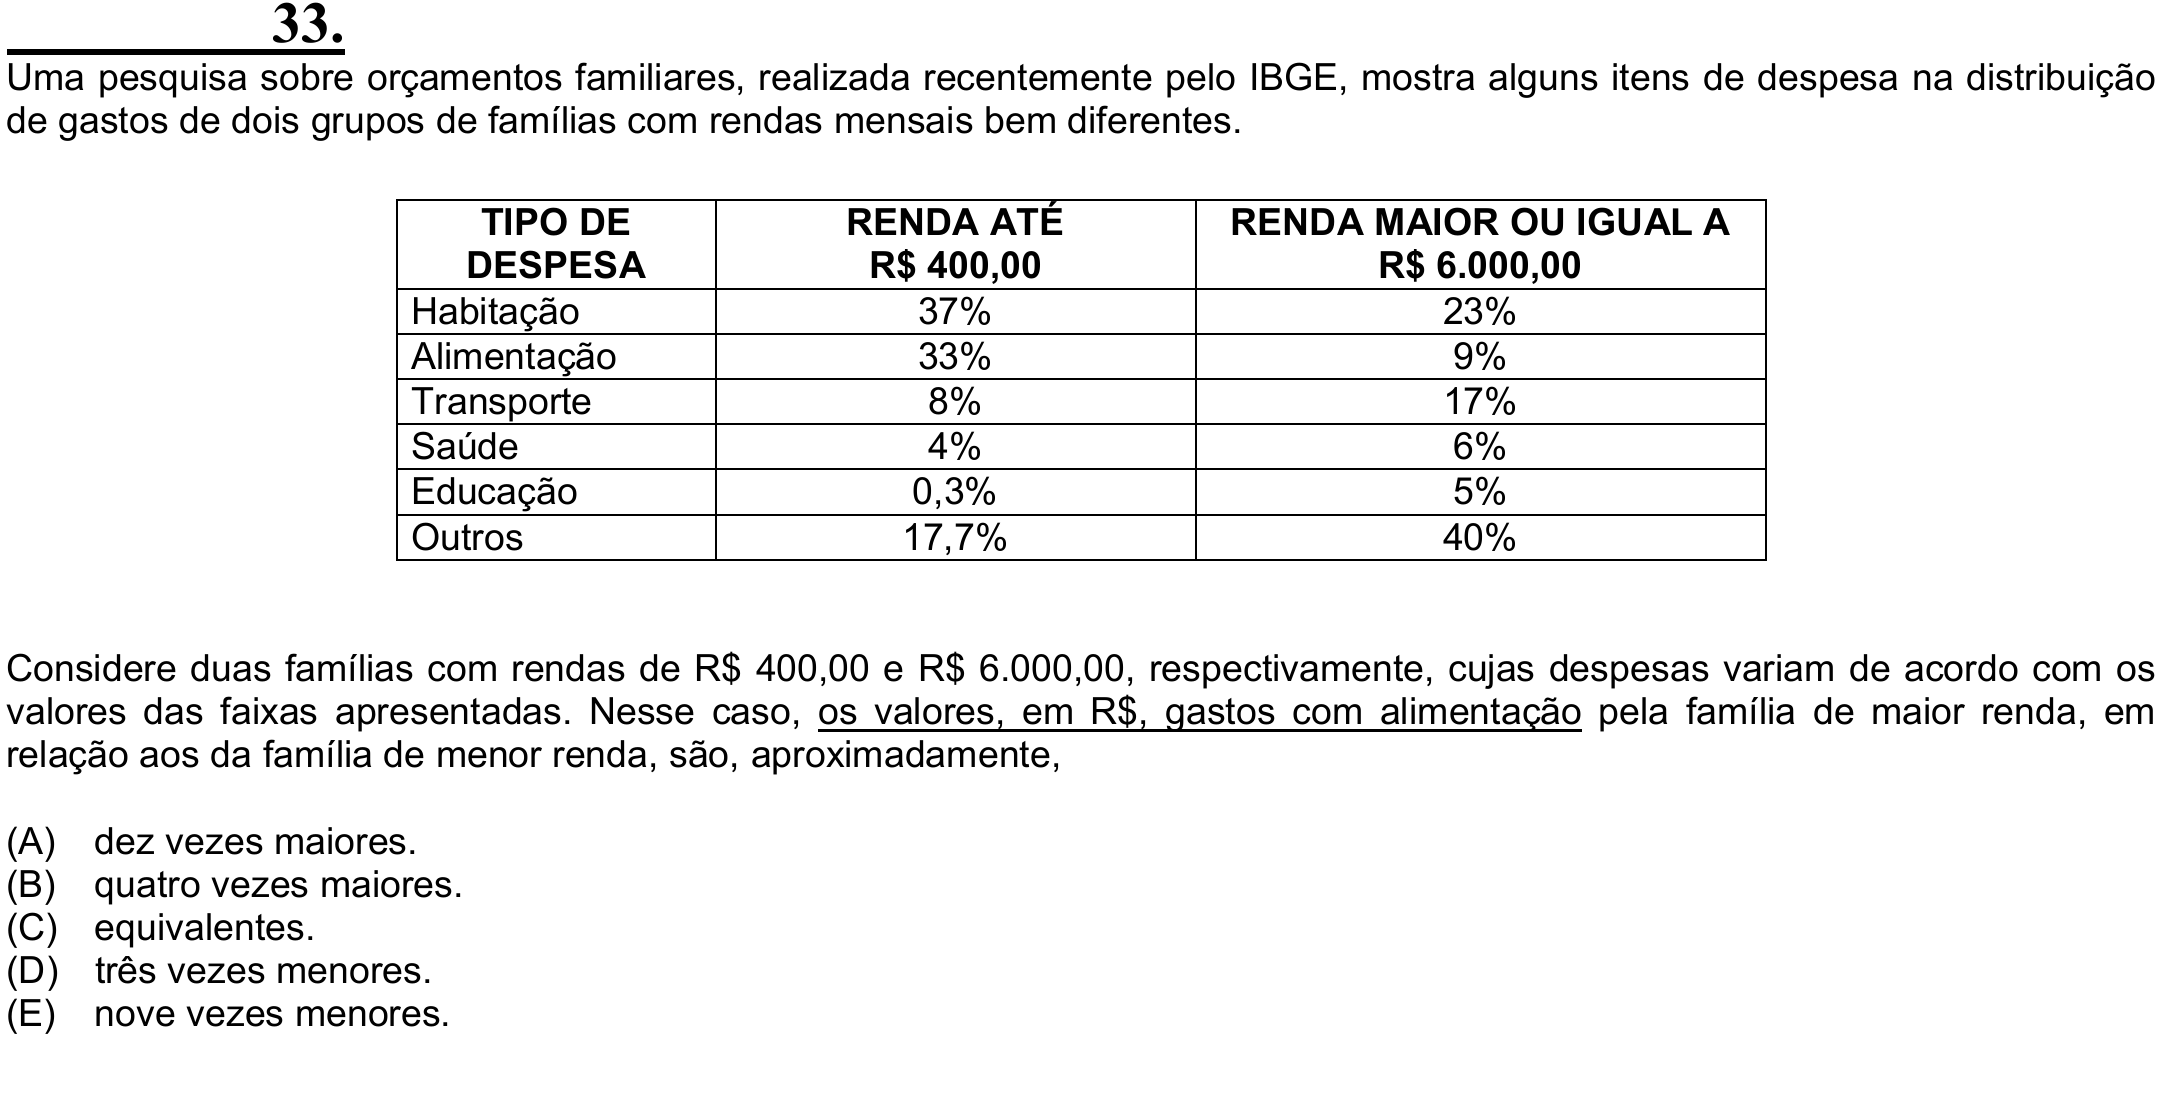 33.
Uma pesquisa sobre orçamentos familiares, realizada recentemente pelo IBGE, mostra alguns itens de despesa na distribuição
de gastos de dois grupos de famílias com rendas mensais bem diferentes.
TIPO DE DESPESA RENDA ATÉ R$ 400,00 RENDA MAIOR OU IGUAL A R$ 6.000,00
Habitação 37% 23%
Alimentação 33% 9%
Transporte 8% 17%
Saúde 4% 6%
Educação 0,3% 5%
Outros 17,7% 40%
Considere duas famílias com rendas de R$ 400,00 e R$ 6.000,00, respectivamente, cujas despesas variam de acordo com os
valores das faixas apresentadas. Nesse caso, os valores, em R$, gastos com alimentação pela família de maior renda, em
relação aos da família de menor renda, são, aproximadamente,
(A) dez vezes maiores.
(B) quatro vezes maiores.
(C) equivalentes.
(D) três vezes menores.
(E) nove vezes menores.